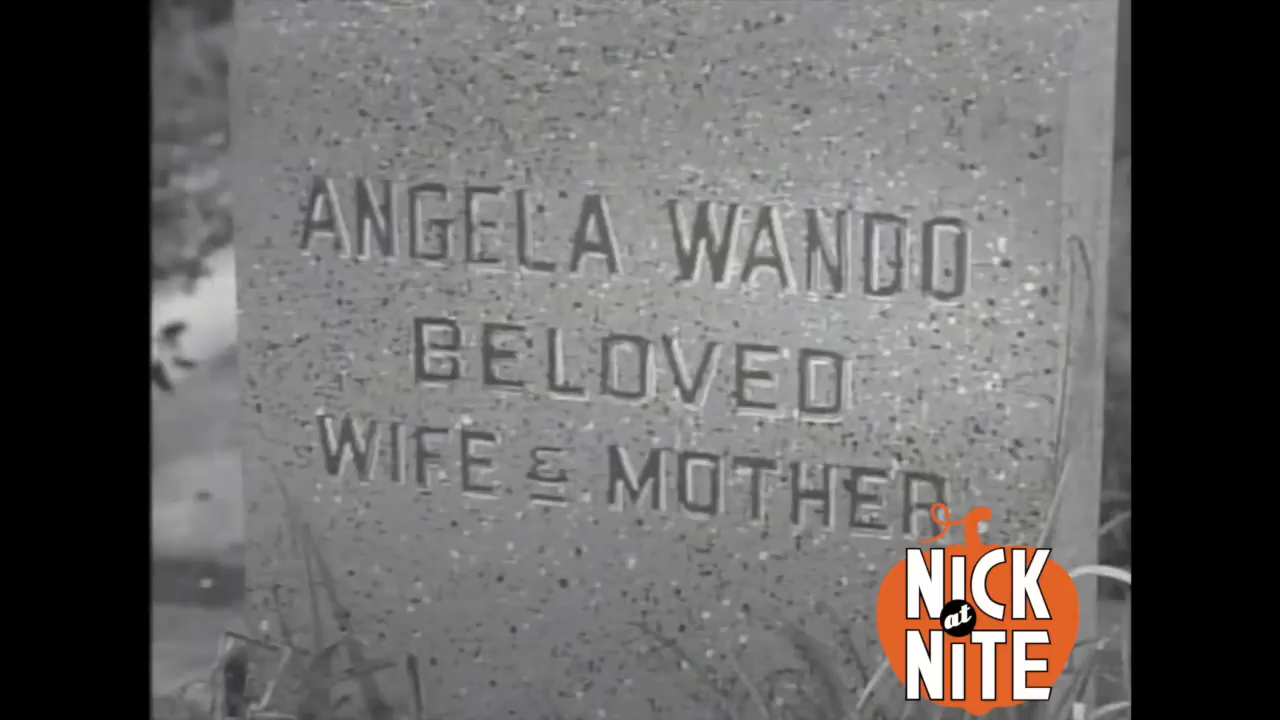 ANGELA WANDO
BELOVED
WIFE & MOTHER
NICK
at
NITE